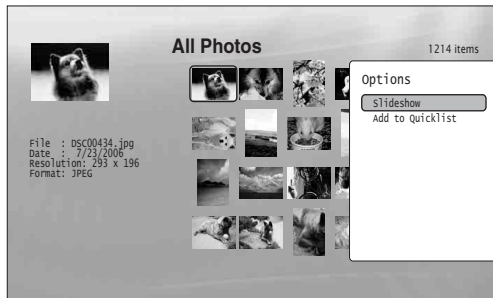 All Photos
1214 items
File : DSC00434.jpg
Date : 7/23/2006
Resolution: 293 x 196
Format: JPEG
Options
Slideshow
Add to Quicklist